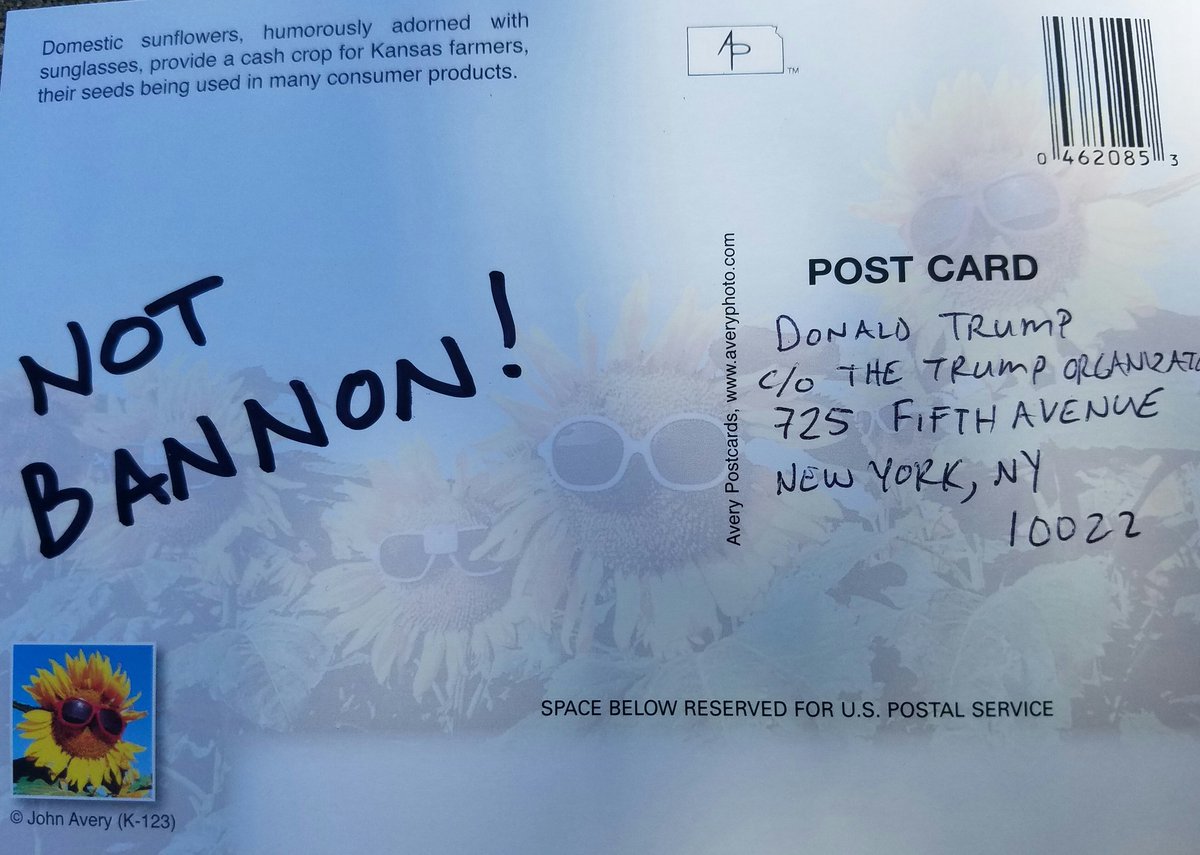 Domestic sunflowers, humorously adorned with
sunglasses, provide a cash crop for Kansas farmers,
their seeds being used in many consumer products.
AP
TM
0 462085 3
NOT
BANNON!
Avery Postcards, www.averyphoto.com
POST CARD
DONALD TRUMP
C/O THE TRUMP ORGANIZATIO
725 FIFTH AVENUE
NEW YORK, NY
10022
SPACE BELOW RESERVED FOR U.S. POSTAL SERVICE
© John Avery (K-123)